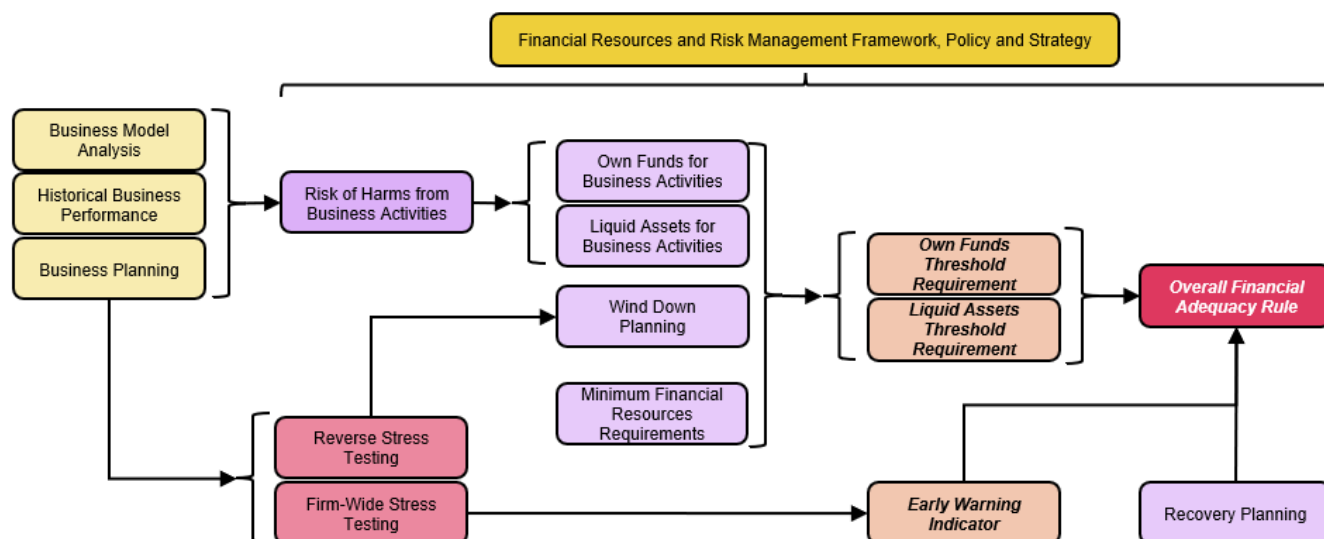 Financial Resources and Risk Management Framework, Policy and Strategy
Business Model
Analysis
Historical Business
Performance
Business Planning
Risk of Harms from
Business Activities
Own Funds for
Business Activities
Liquid Assets for
Business Activities
Wind Down
Planning
Minimum Financial
Resources
Requirements
Own Funds
Threshold
Requirement
Liquid Assets
Threshold
Requirement
Overall Financial
Adequacy Rule
Reverse Stress
Testing
Firm-Wide Stress
Testing
Early Warning
Indicator
Recovery Planning